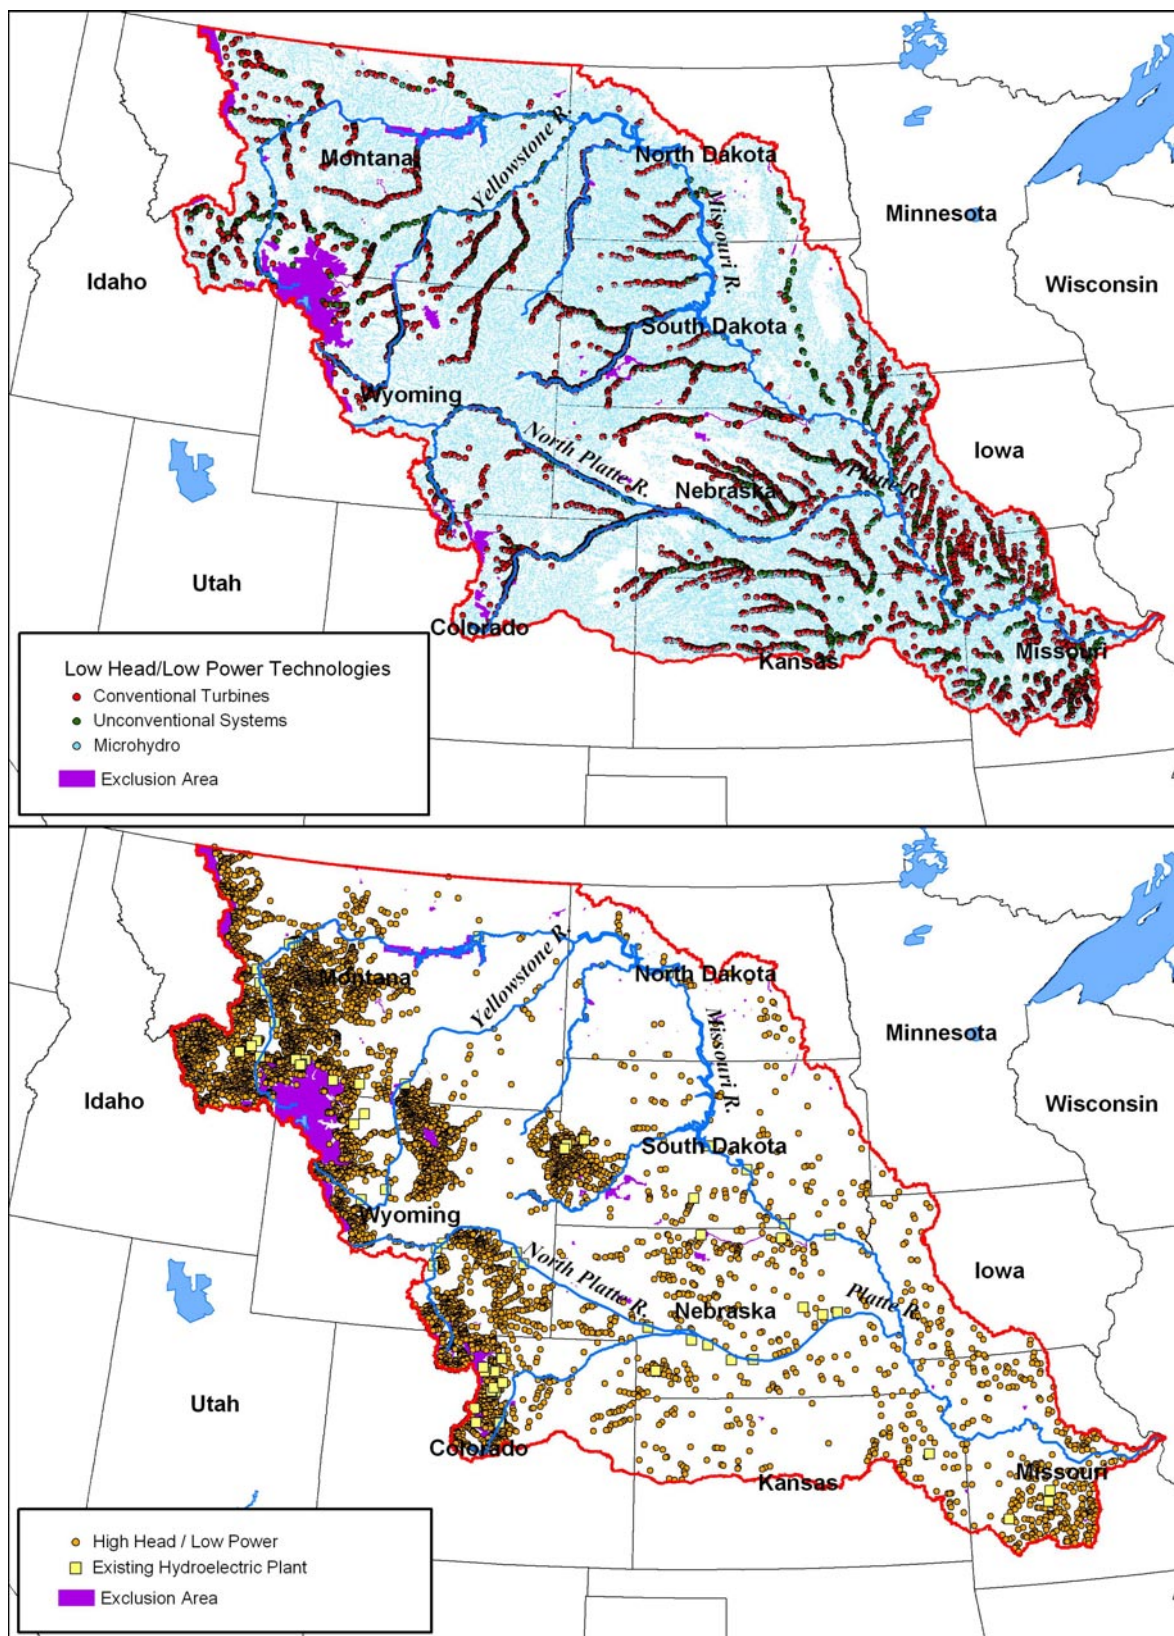 Montana
Yellowstone R.
North Dakota
Missouri R.
Minnesota
Idaho
Wisconsin
South Dakota
Wyoming
North Platte R.
Nebraska
Platte R.
Iowa
Utah
Colorado
Kansas
Missouri
Low Head/Low Power Technologies
Conventional Turbines
Unconventional Systems
Microhydro
Exclusion Area
Montana
Yellowstone R.
North Dakota
Missouri R.
Minnesota
Idaho
Wisconsin
South Dakota
Wyoming
North Platte R.
Nebraska
Platte R.
Iowa
Utah
Colorado
Kansas
Missouri
High Head / Low Power
Existing Hydroelectric Plant
Exclusion Area